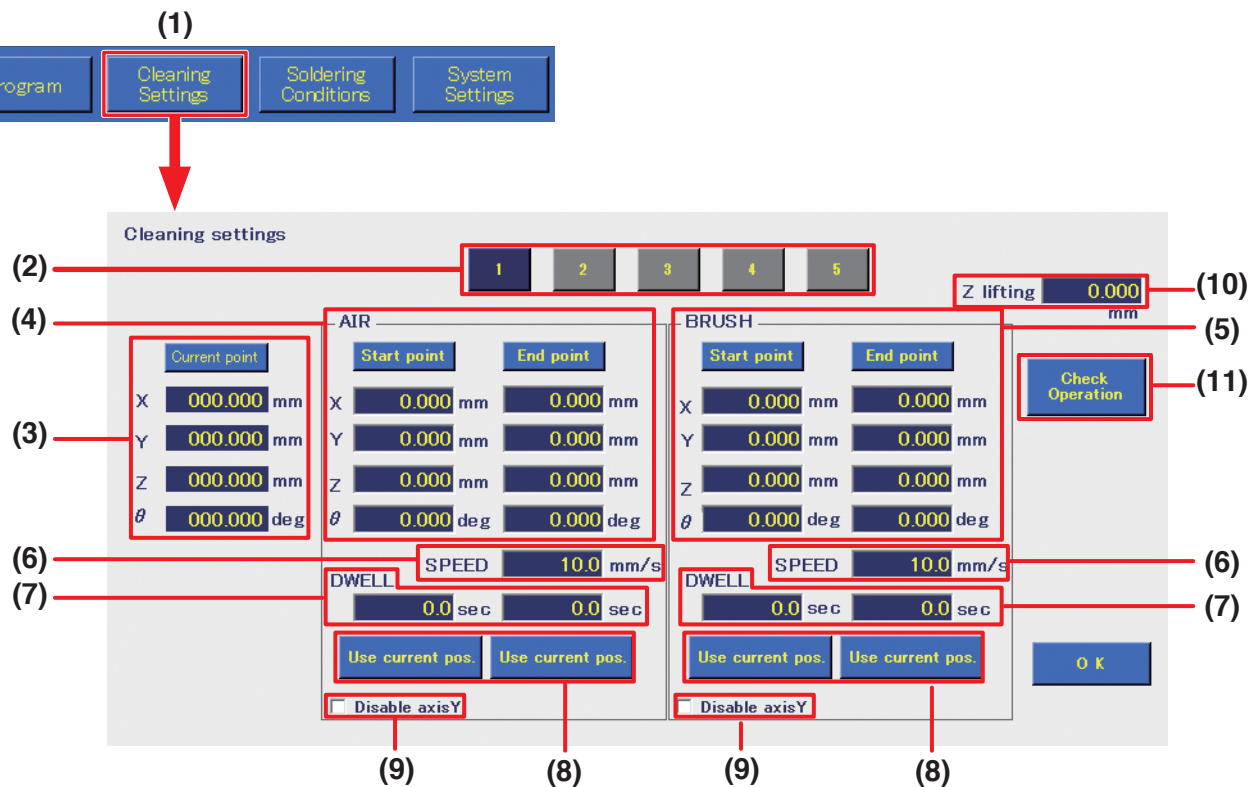 (1)
rogram
Cleaning Settings
Soldering Conditions
System Settings
Cleaning settings
(2)
1 2 3 4 5
Z lifting 0.000 mm
(10)
(4)
AIR
BRUSH
(5)
Current point
Start point End point
Start point End point
Check Operation
(11)
(3)
X 000.000 mm
X 0.000 mm 0.000 mm
X 0.000 mm 0.000 mm
Y 000.000 mm
Y 0.000 mm 0.000 mm
Y 0.000 mm 0.000 mm
Z 000.000 mm
Z 0.000 mm 0.000 mm
Z 0.000 mm 0.000 mm
θ 000.000 deg
θ 0.000 deg 0.000 deg
θ 0.000 deg 0.000 deg
(6)
SPEED 10.0 mm/s
SPEED 10.0 mm/s
(6)
(7)
DWELL
0.0 sec 0.0 sec
DWELL
0.0 sec 0.0 sec
(7)
Use current pos. Use current pos.
Use current pos. Use current pos.
O K
Disable axisY
Disable axisY
(9) (8) (9) (8)